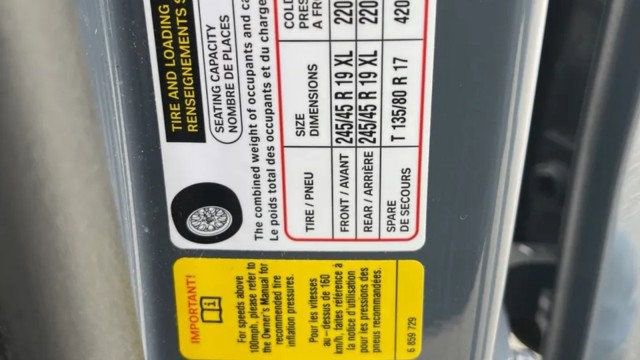 TIRE AND LOADING
RENSEIGNEMENTS
SEATING CAPACITY
NOMBRE DE PLACES
The combined weight of occupants and
Le poids total des occupants et du
TIRE / PNEU
SIZE
DIMENSIONS
COLD
A
FRONT / AVANT
245/45 R 19 XL
220
REAR / ARRIÈRE
245/45 R 19 XL
220
SPARE
DE SECOURS
T 135/80 R 17
420
IMPORTANT!
For speeds above
100mph, please refer to
the Owner's Manual for
recommended tire
inflation pressures.
Pour les vitesses
au - dessus de 160
km/h, faites référence à
la notice d'utilisation
pour les pressions des
pneus recommandées.
6 859 729